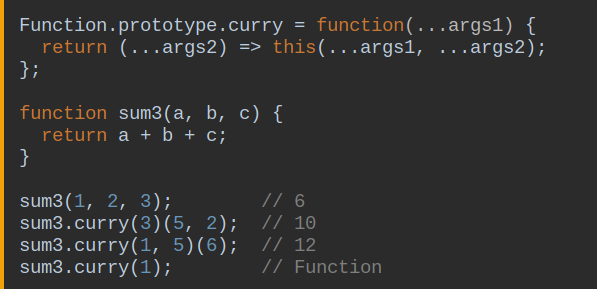 Function.prototype.curry = function(...args1) {
  return (...args2) => this(...args1, ...args2);
};

function sum3(a, b, c) {
  return a + b + c;
}

sum3(1, 2, 3);        // 6
sum3.curry(3)(5, 2);  // 10
sum3.curry(1, 5)(6);  // 12
sum3.curry(1);        // Function